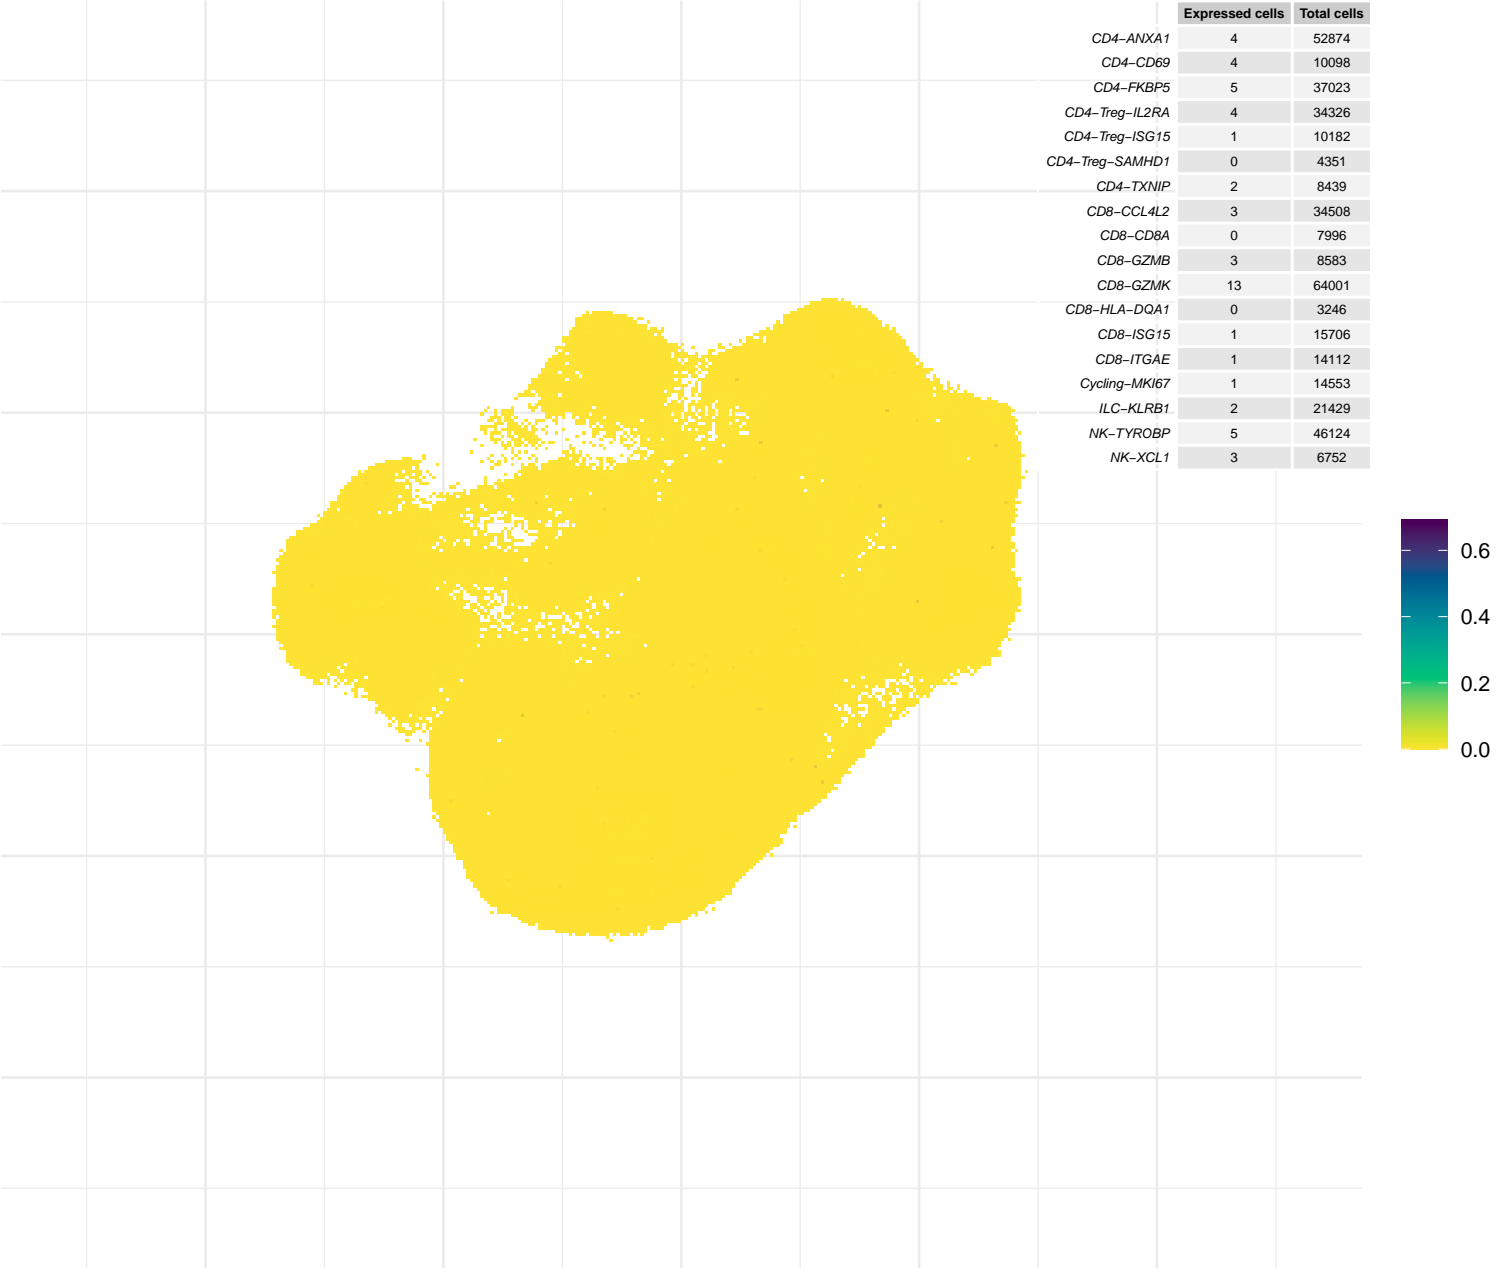 Expressed cells Total cells
CD4−ANXA1 4 52874
CD4−CD69 4 10098
CD4−FKBP5 5 37023
CD4−Treg−IL2RA 4 34326
CD4−Treg−ISG15 1 10182
CD4−Treg−SAMHD1 0 4351
CD4−TXNIP 2 8439
CD8−CCL4L2 3 34508
CD8−CD8A 0 7996
CD8−GZMB 3 8583
CD8−GZMK 13 64001
CD8−HLA−DQA1 0 3246
CD8−ISG15 1 15706
CD8−ITGAE 1 14112
Cycling−MKI67 1 14553
ILC−KLRB1 2 21429
NK−TYROBP 5 46124
NK−XCL1 3 6752
0.6
0.4
0.2
0.0